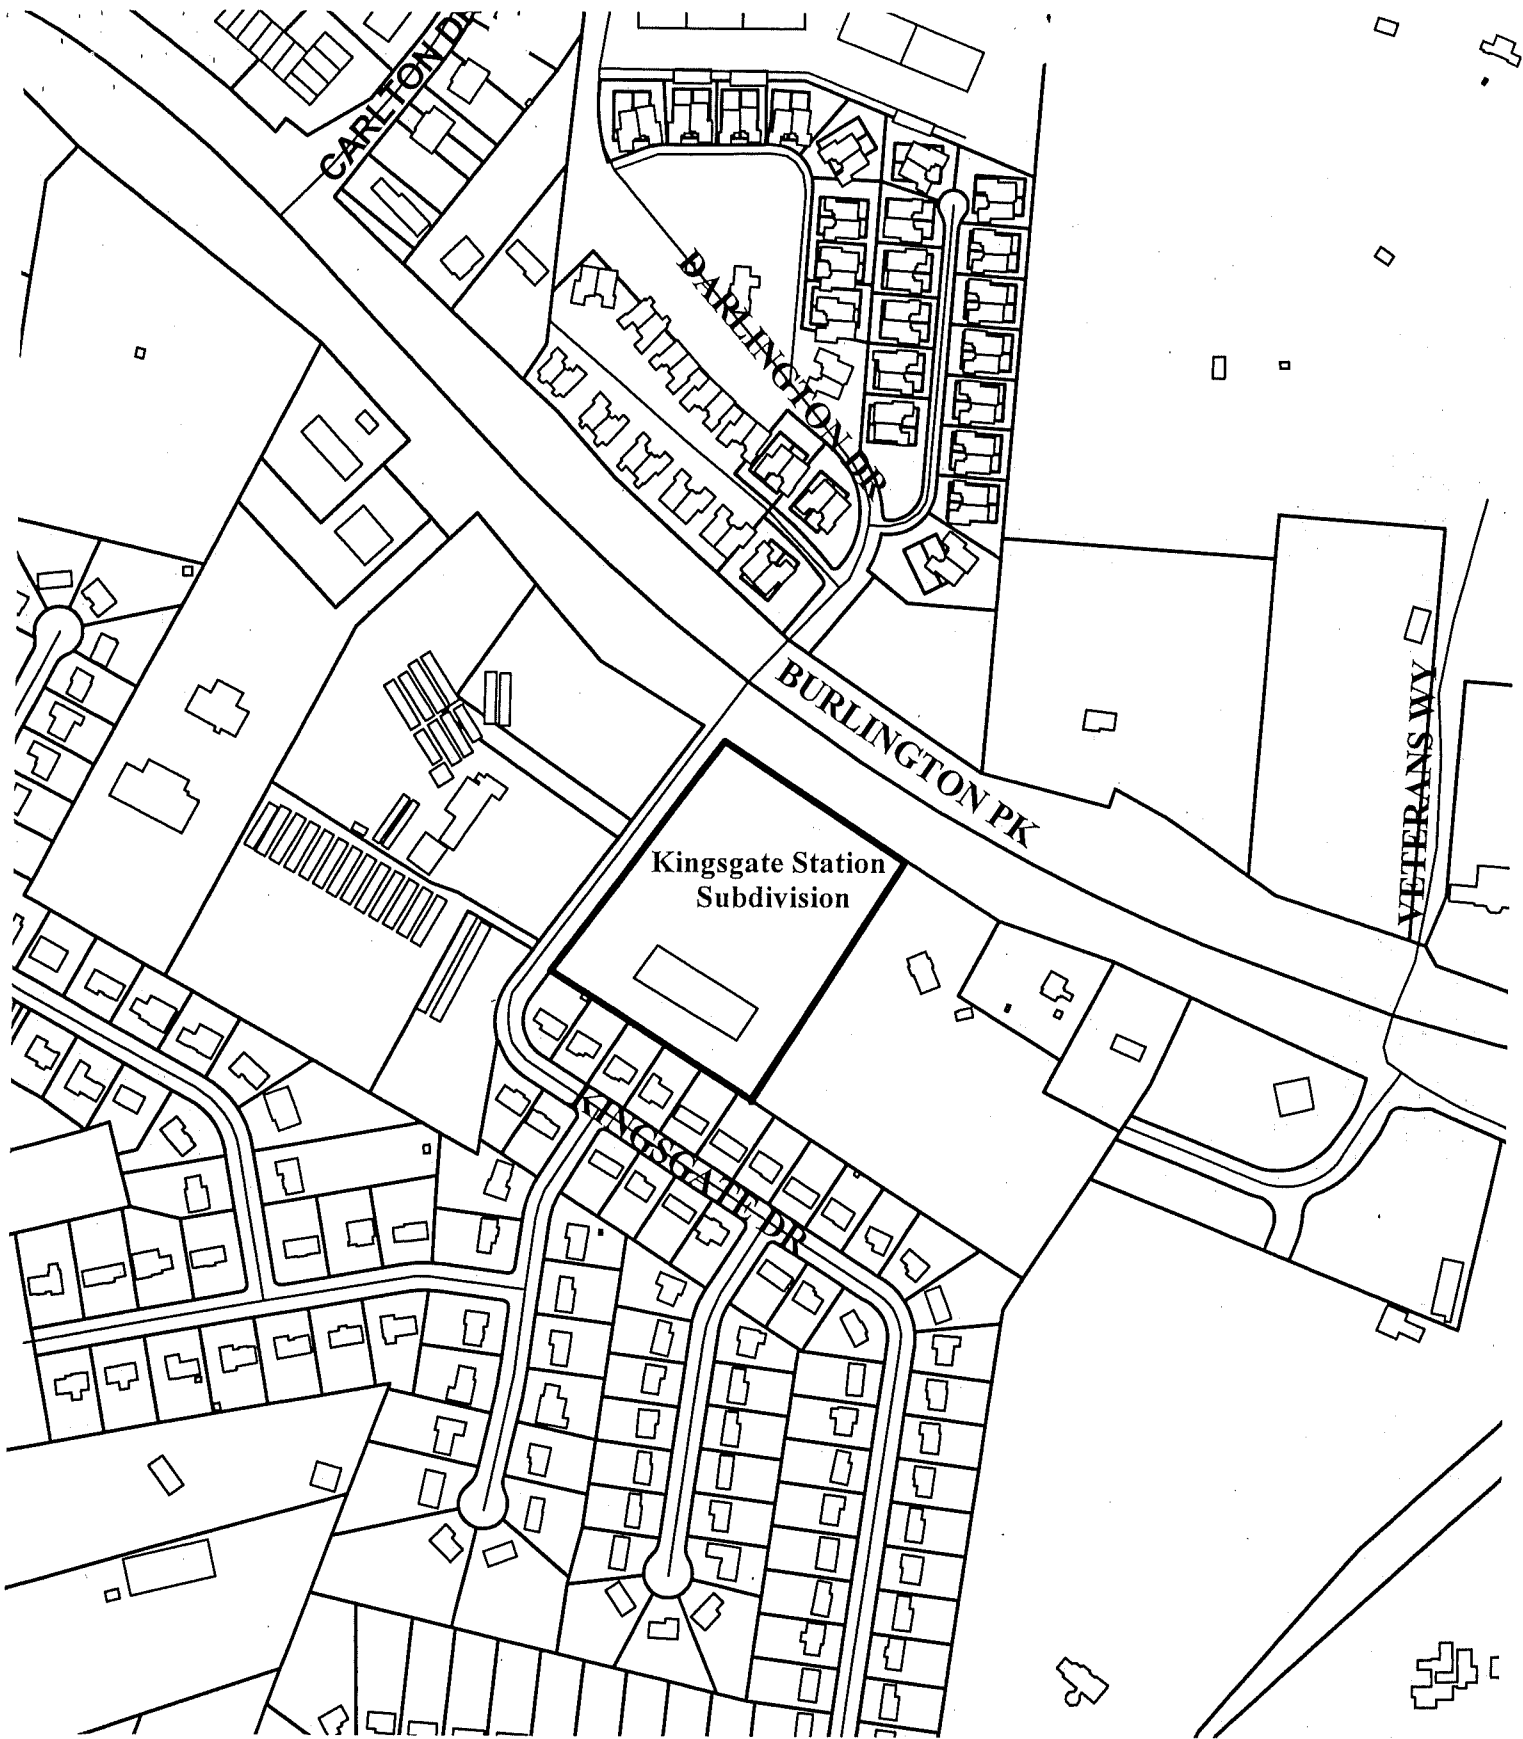 CARLTON DR
DARLINGTON DR
BURLINGTON PK
VETERANS WY
Kingsgate Station
Subdivision
KINGSGATE DR